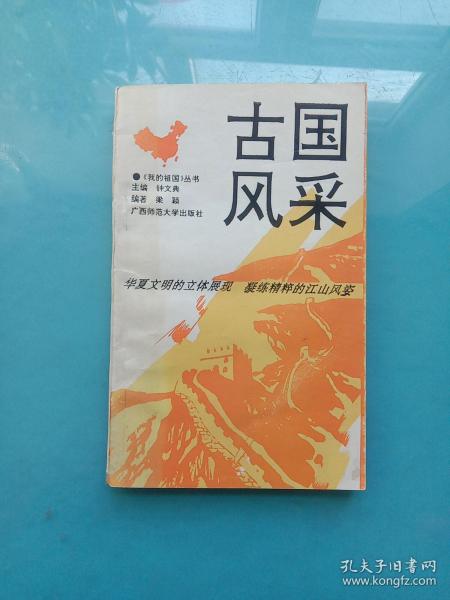 古国
风采
●《我的祖国》丛书
主编 钟文典
编著 梁颖
广西师范大学出版社
华夏文明的立体展现 凝练精粹的江山风姿
孔夫子旧书网
www.kongfz.com